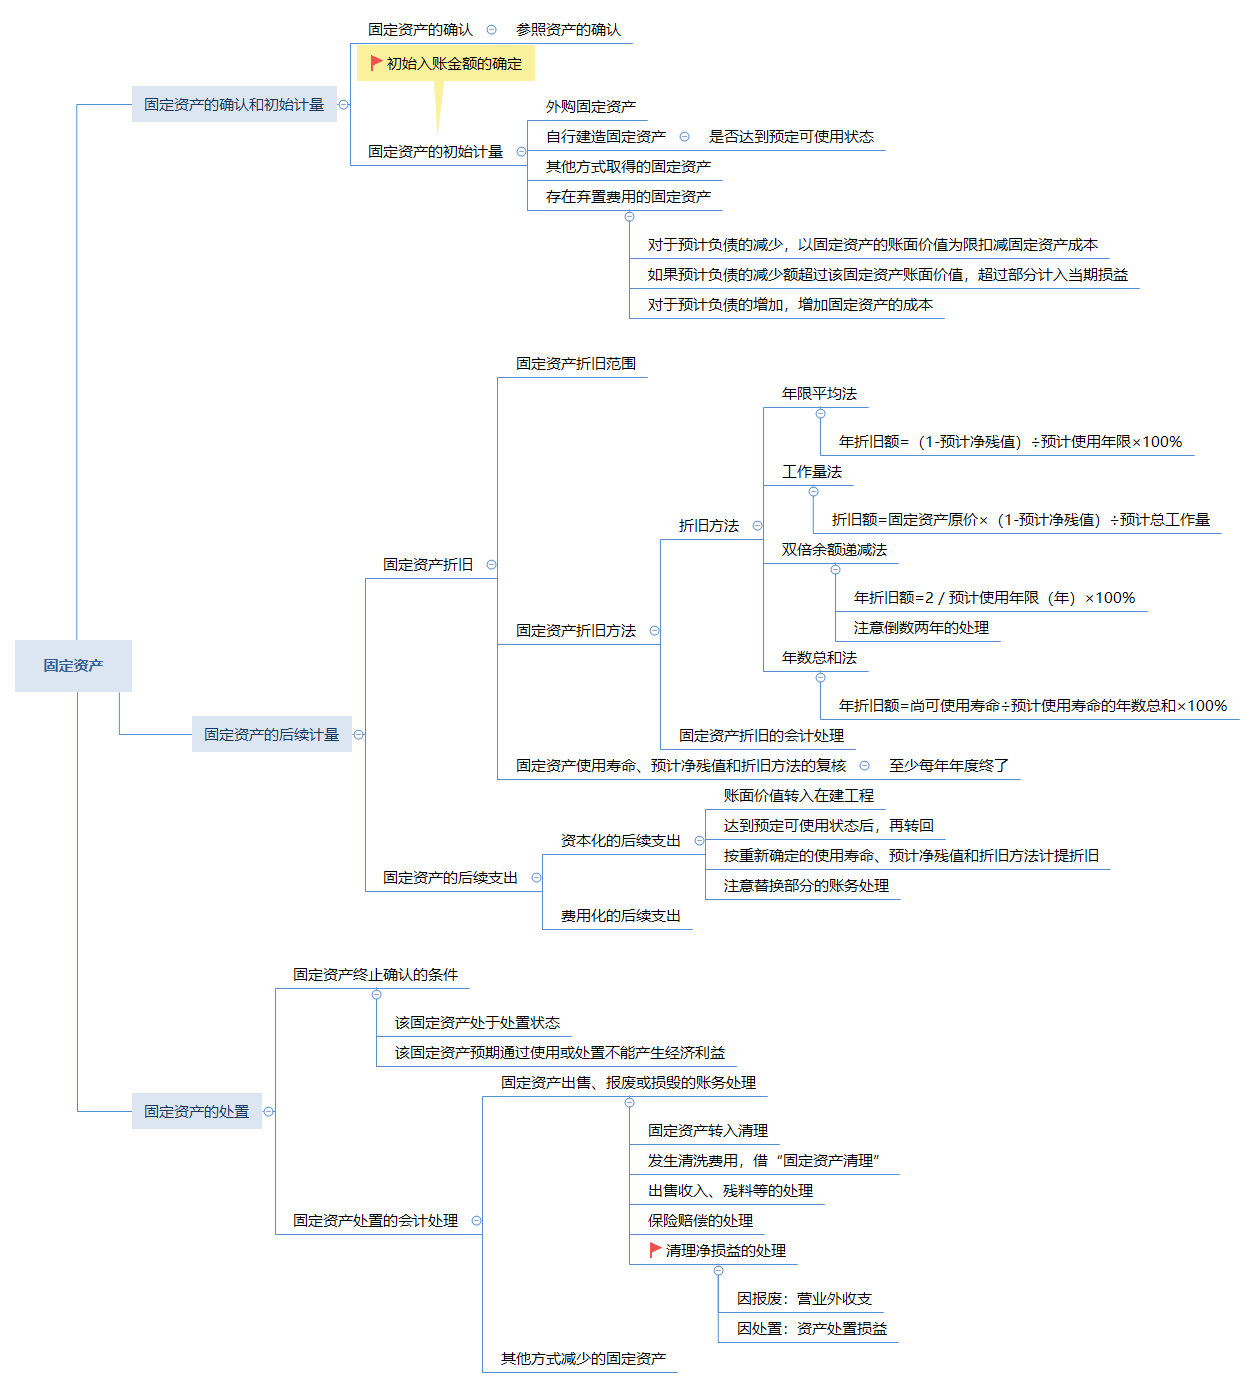 固定资产
固定资产的确认和初始计量
固定资产的确认
参照资产的确认
初始入账金额的确定
固定资产的初始计量
外购固定资产
自行建造固定资产
是否达到预定可使用状态
其他方式取得的固定资产
存在弃置费用的固定资产
对于预计负债的减少，以固定资产的账面价值为限扣减固定资产成本
如果预计负债的减少额超过该固定资产账面价值，超过部分计入当期损益
对于预计负债的增加，增加固定资产的成本
固定资产的后续计量
固定资产折旧
固定资产折旧范围
固定资产折旧方法
折旧方法
年限平均法
年折旧额=（1-预计净残值）÷预计使用年限×100%
工作量法
折旧额=固定资产原价×（1-预计净残值）÷预计总工作量
双倍余额递减法
年折旧额=2 / 预计使用年限（年）×100%
注意倒数两年的处理
年数总和法
年折旧额=尚可使用寿命÷预计使用寿命的年数总和×100%
固定资产折旧的会计处理
固定资产使用寿命、预计净残值和折旧方法的复核
至少每年年度终了
固定资产的后续支出
资本化的后续支出
账面价值转入在建工程
达到预定可使用状态后，再转回
按重新确定的使用寿命、预计净残值和折旧方法计提折旧
注意替换部分的账务处理
费用化的后续支出
固定资产的处置
固定资产终止确认的条件
该固定资产处于处置状态
该固定资产预期通过使用或处置不能产生经济利益
固定资产处置的会计处理
固定资产出售、报废或损毁的账务处理
固定资产转入清理
发生清洗费用，借“固定资产清理”
出售收入、残料等的处理
保险赔偿的处理
清理净损益的处理
因报废：营业外收支
因处置：资产处置损益
其他方式减少的固定资产